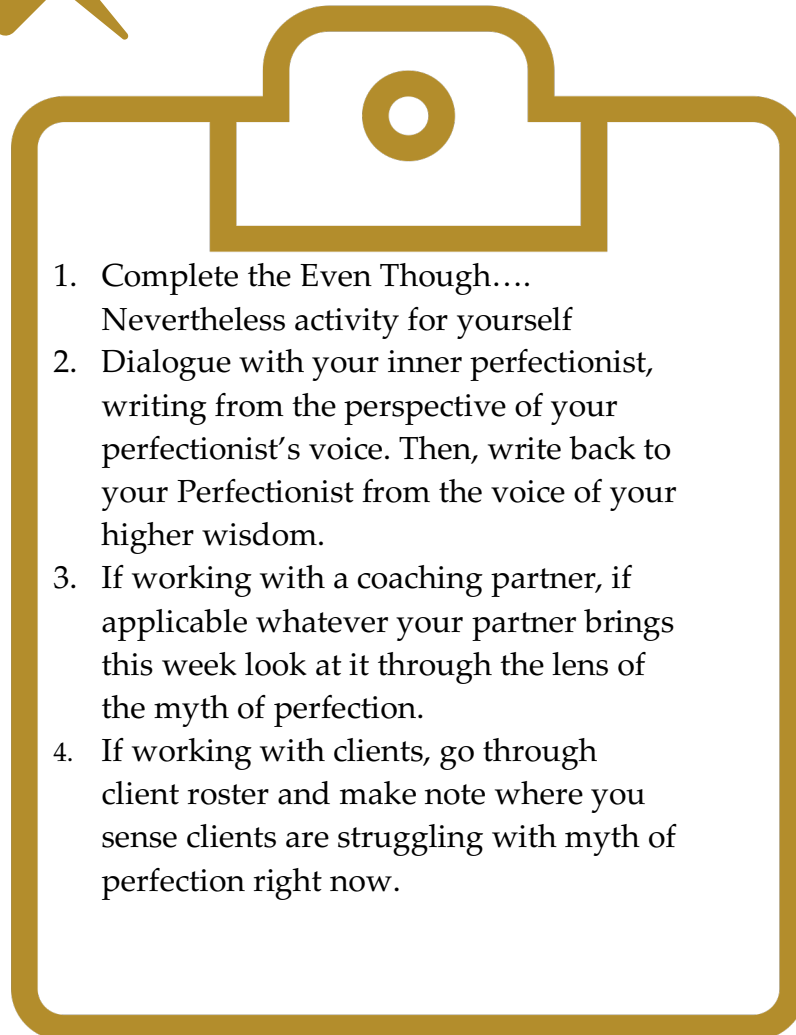 1. Complete the Even Though....
Nevertheless activity for yourself
2. Dialogue with your inner perfectionist,
writing from the perspective of your
perfectionist’s voice. Then, write back to
your Perfectionist from the voice of your
higher wisdom.
3. If working with a coaching partner, if
applicable whatever your partner brings
this week look at it through the lens of
the myth of perfection.
4. If working with clients, go through
client roster and make note where you
sense clients are struggling with myth of
perfection right now.